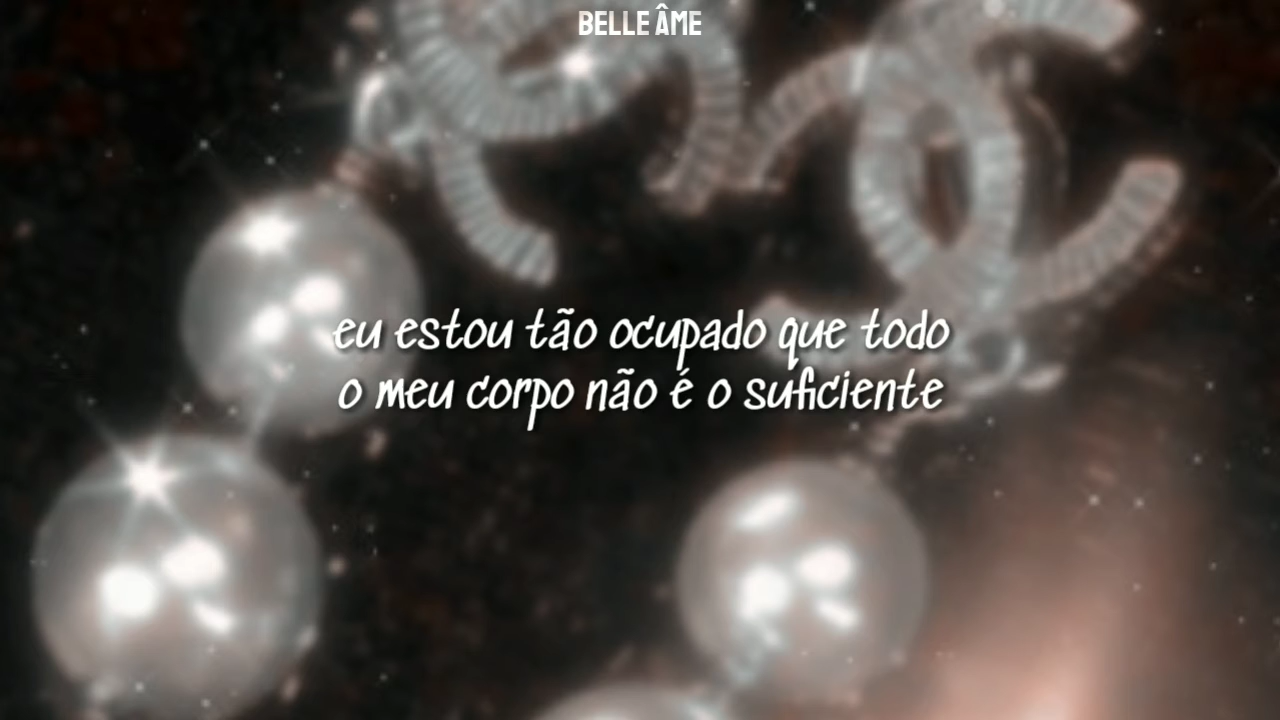 BELLE ÂME
eu estou tão ocupado que todo
o meu corpo não é o suficiente